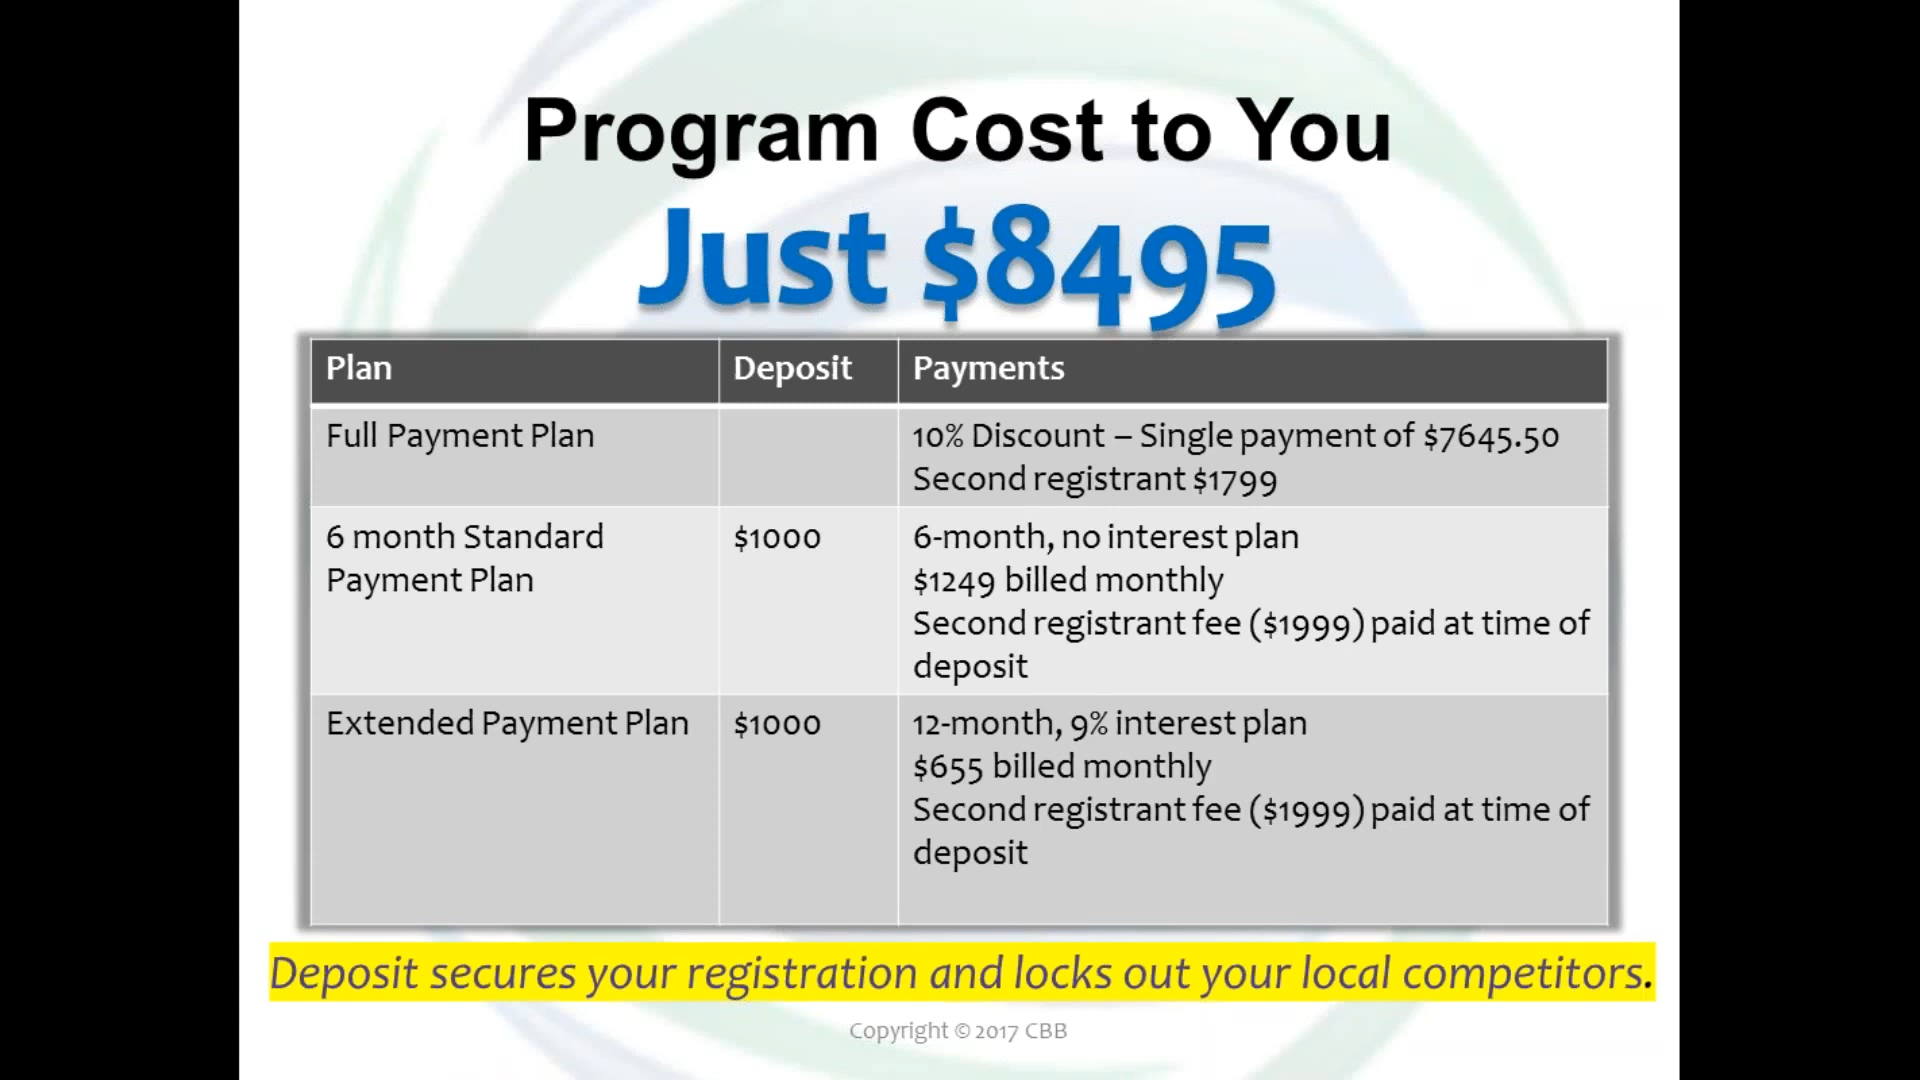 Program Cost to You
Just $8495
Plan Deposit Payments
Full Payment Plan 10% Discount – Single payment of $7645.50
Second registrant $1799
6 month Standard $1000 6-month, no interest plan
Payment Plan $1249 billed monthly
Second registrant fee ($1999) paid at time of
deposit
Extended Payment Plan $1000 12-month, 9% interest plan
$655 billed monthly
Second registrant fee ($1999) paid at time of
deposit
Deposit secures your registration and locks out your local competitors.
Copyright © 2017 CBB